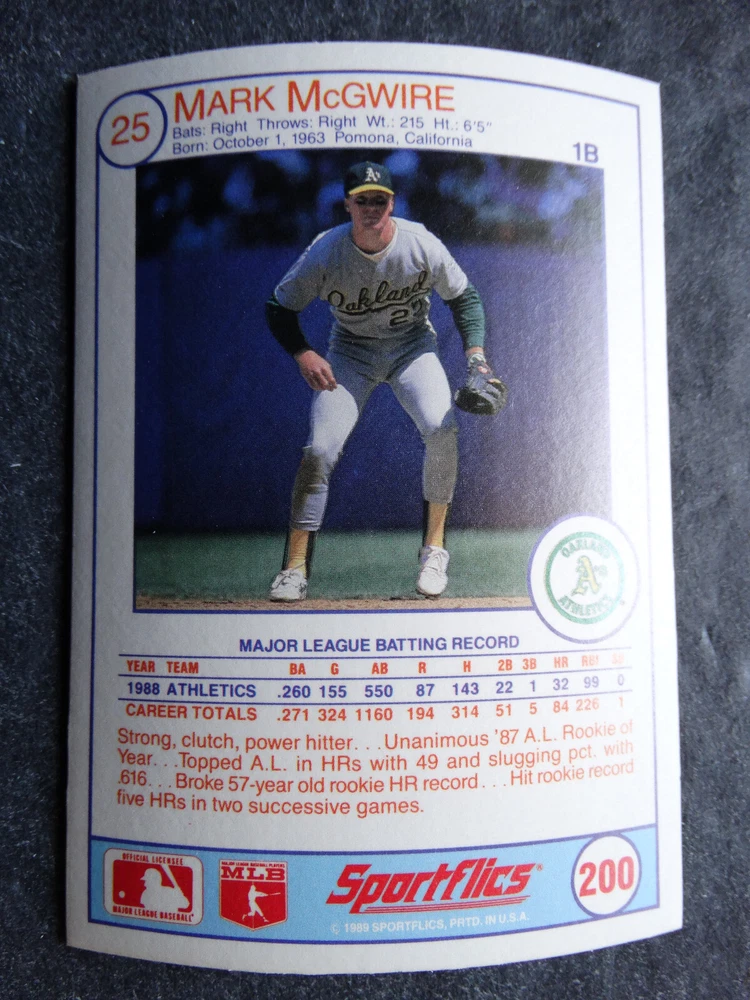 25
MARK McGWIRE
Bats: Right Throws: Right Wt.: 215 Ht.: 6'5"
Born: October 1, 1963 Pomona, California
1B
A's
Oakland
2
OAKLAND
A's
ATHLETICS
MAJOR LEAGUE BATTING RECORD
YEAR TEAM BA G AB R H 2B 3B HR RBI
1988 ATHLETICS .260 155 550 87 143 22 1 32 99 0
CAREER TOTALS .271 324 1160 194 314 51 5 84 226 1
Strong, clutch, power hitter. . .Unanimous '87 A.L. Rookie of
Year. . .Topped A.L. in HRs with 49 and slugging pct. with
.616. . .Broke 57-year old rookie HR record . . .Hit rookie record
five HRs in two successive games.
OFFICIAL LICENSEE
MAJOR LEAGUE BASEBALL
MAJOR LEAGUE BASEBALL PLAYERS
MLB
Sportflics
200
© 1989 SPORTFLICS, PRTD. IN U.S.A.